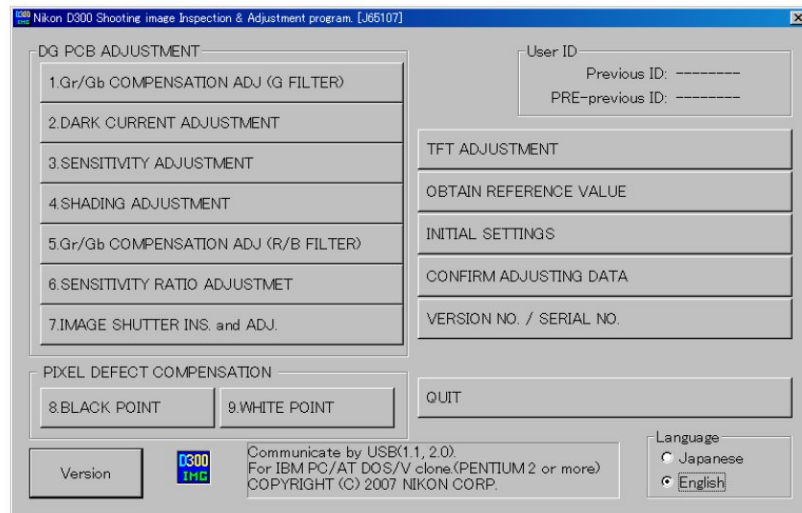 Nikon D300 Shooting image Inspection & Adjustment program. [J65107]
DG PCB ADJUSTMENT
1.Gr/Gb COMPENSATION ADJ (G FILTER)
2.DARK CURRENT ADJUSTMENT
3.SENSITIVITY ADJUSTMENT
4.SHADING ADJUSTMENT
5.Gr/Gb COMPENSATION ADJ (R/B FILTER)
6.SENSITIVITY RATIO ADJUSTMET
7.IMAGE SHUTTER INS. and ADJ.
PIXEL DEFECT COMPENSATION
8.BLACK POINT
9.WHITE POINT
User ID
Previous ID: --------
PRE-previous ID: --------
TFT ADJUSTMENT
OBTAIN REFERENCE VALUE
INITIAL SETTINGS
CONFIRM ADJUSTING DATA
VERSION NO. / SERIAL NO.
QUIT
Version
D300
IMG
Communicate by USB(1.1, 2.0).
For IBM PC/AT DOS/V clone.(PENTIUM 2 or more)
COPYRIGHT (C) 2007 NIKON CORP.
Language
Japanese
English